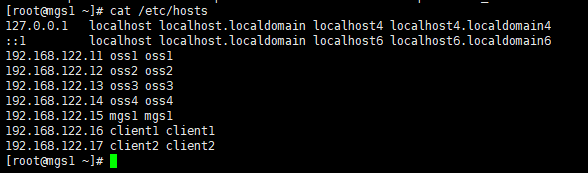 [root@mgs1 ~]# cat /etc/hosts
127.0.0.1   localhost localhost.localdomain localhost4 localhost4.localdomain4
::1         localhost localhost.localdomain localhost6 localhost6.localdomain6
192.168.122.11 oss1 oss1
192.168.122.12 oss2 oss2
192.168.122.13 oss3 oss3
192.168.122.14 oss4 oss4
192.168.122.15 mgs1 mgs1
192.168.122.16 client1 client1
192.168.122.17 client2 client2
[root@mgs1 ~]#